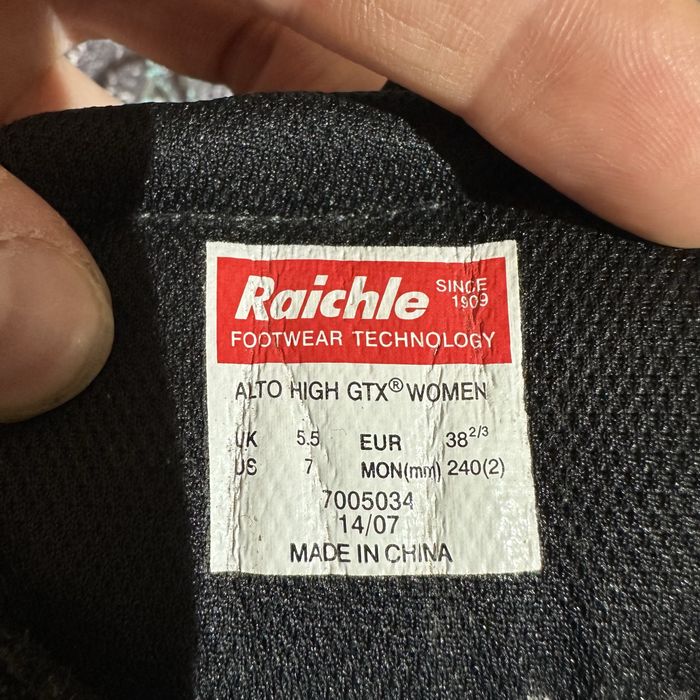 Raichle SINCE 1909
FOOTWEAR TECHNOLOGY
ALTO HIGH GTX® WOMEN
UK 5.5 EUR 38 2/3
US 7 MON(mm) 240(2)
7005034
14/07
MADE IN CHINA